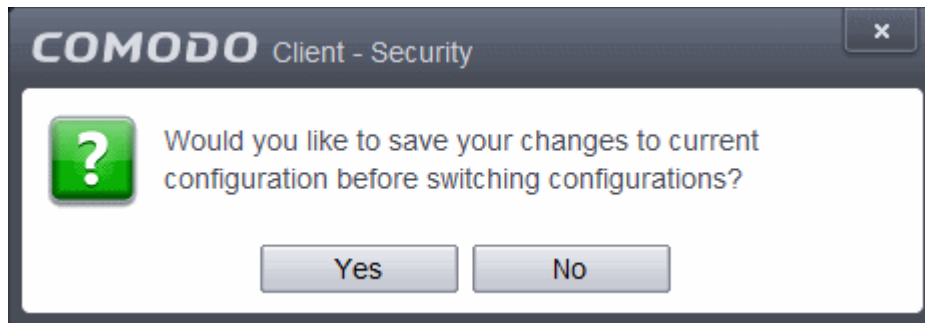 COMODO Client - Security
Would you like to save your changes to current
configuration before switching configurations?
Yes No